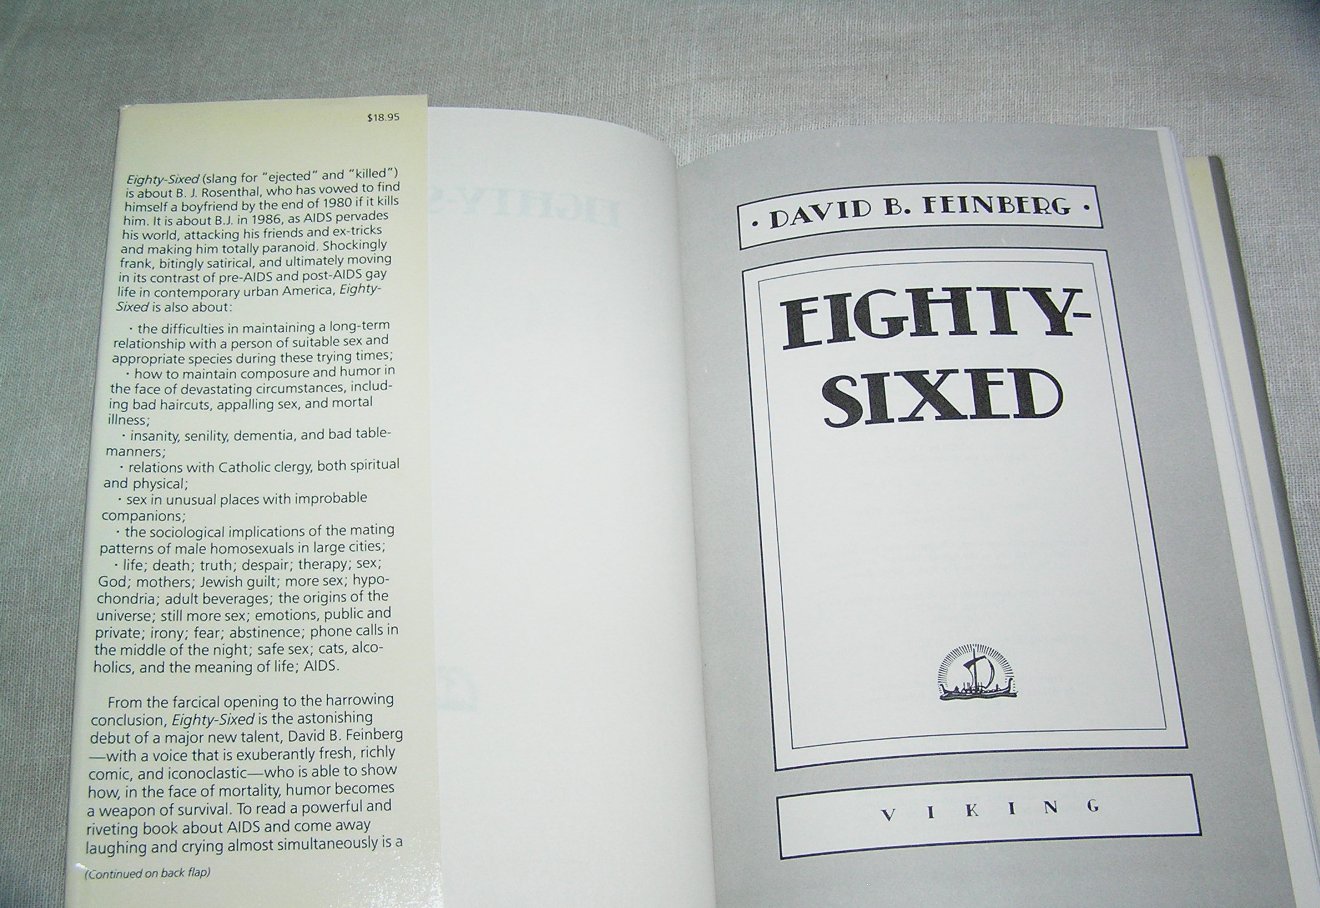 $18.95
Eighty-Sixed (slang for “ejected” and “killed”)
is about B. J. Rosenthal, who has vowed to find
himself a boyfriend by the end of 1980 if it kills
him. It is about B.J. in 1986, as AIDS pervades
his world, attacking his friends and ex-tricks
and making him totally paranoid. Shockingly
frank, bitingly satirical, and ultimately moving
in its contrast of pre-AIDS and post-AIDS gay
life in contemporary urban America, Eighty-
Sixed is also about:
· the difficulties in maintaining a long-term
relationship with a person of suitable sex and
appropriate species during these trying times;
· how to maintain composure and humor in
the face of devastating circumstances, includ-
ing bad haircuts, appalling sex, and mortal
illness;
· insanity, senility, dementia, and bad table-
manners;
· relations with Catholic clergy, both spiritual
and physical;
· sex in unusual places with improbable
companions;
· the sociological implications of the mating
patterns of male homosexuals in large cities;
· life; death; truth; despair; therapy; sex;
God; mothers; Jewish guilt; more sex; hypo-
chondria; adult beverages; the origins of the
universe; still more sex; emotions, public and
private; irony; fear; abstinence; phone calls in
the middle of the night; safe sex; cats, alco-
holics, and the meaning of life; AIDS.
From the farcical opening to the harrowing
conclusion, Eighty-Sixed is the astonishing
debut of a major new talent, David B. Feinberg
—with a voice that is exuberantly fresh, richly
comic, and iconoclastic—who is able to show
how, in the face of mortality, humor becomes
a weapon of survival. To read a powerful and
riveting book about AIDS and come away
laughing and crying almost simultaneously is a
(Continued on back flap)
· DAVID B. FEINBERG ·
EIGHTY-
SIXED
VIKING